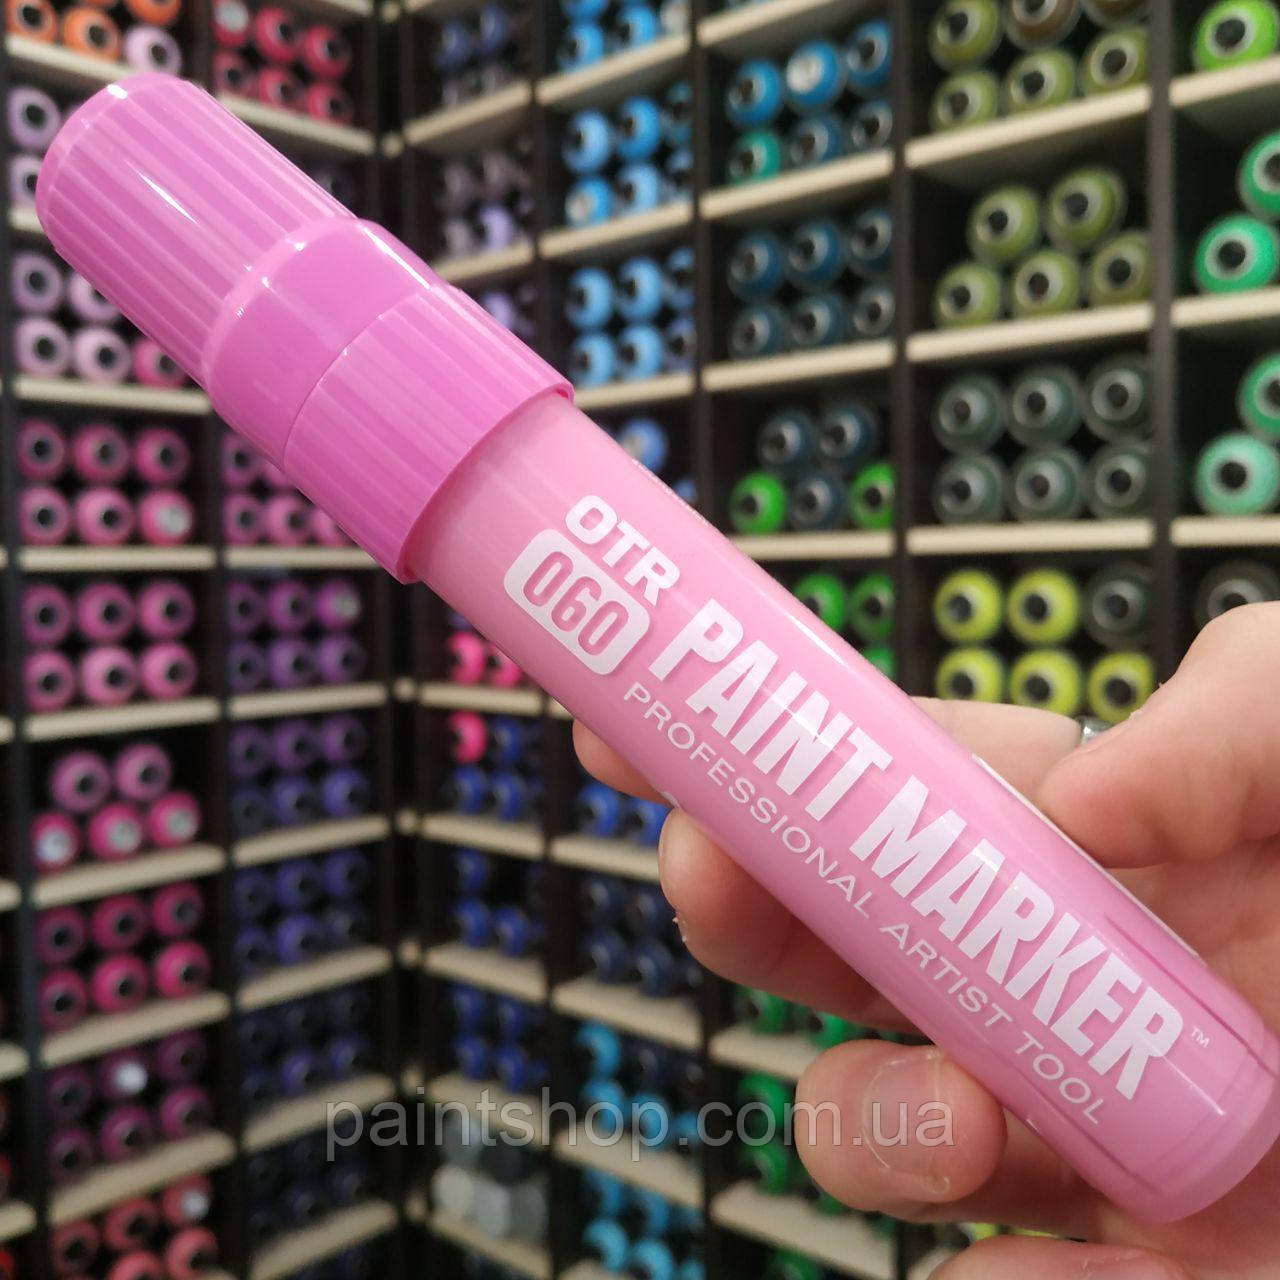 OTR
060
PAINT MARKER™
PROFESSIONAL ARTIST TOOL
paintshop.com.ua